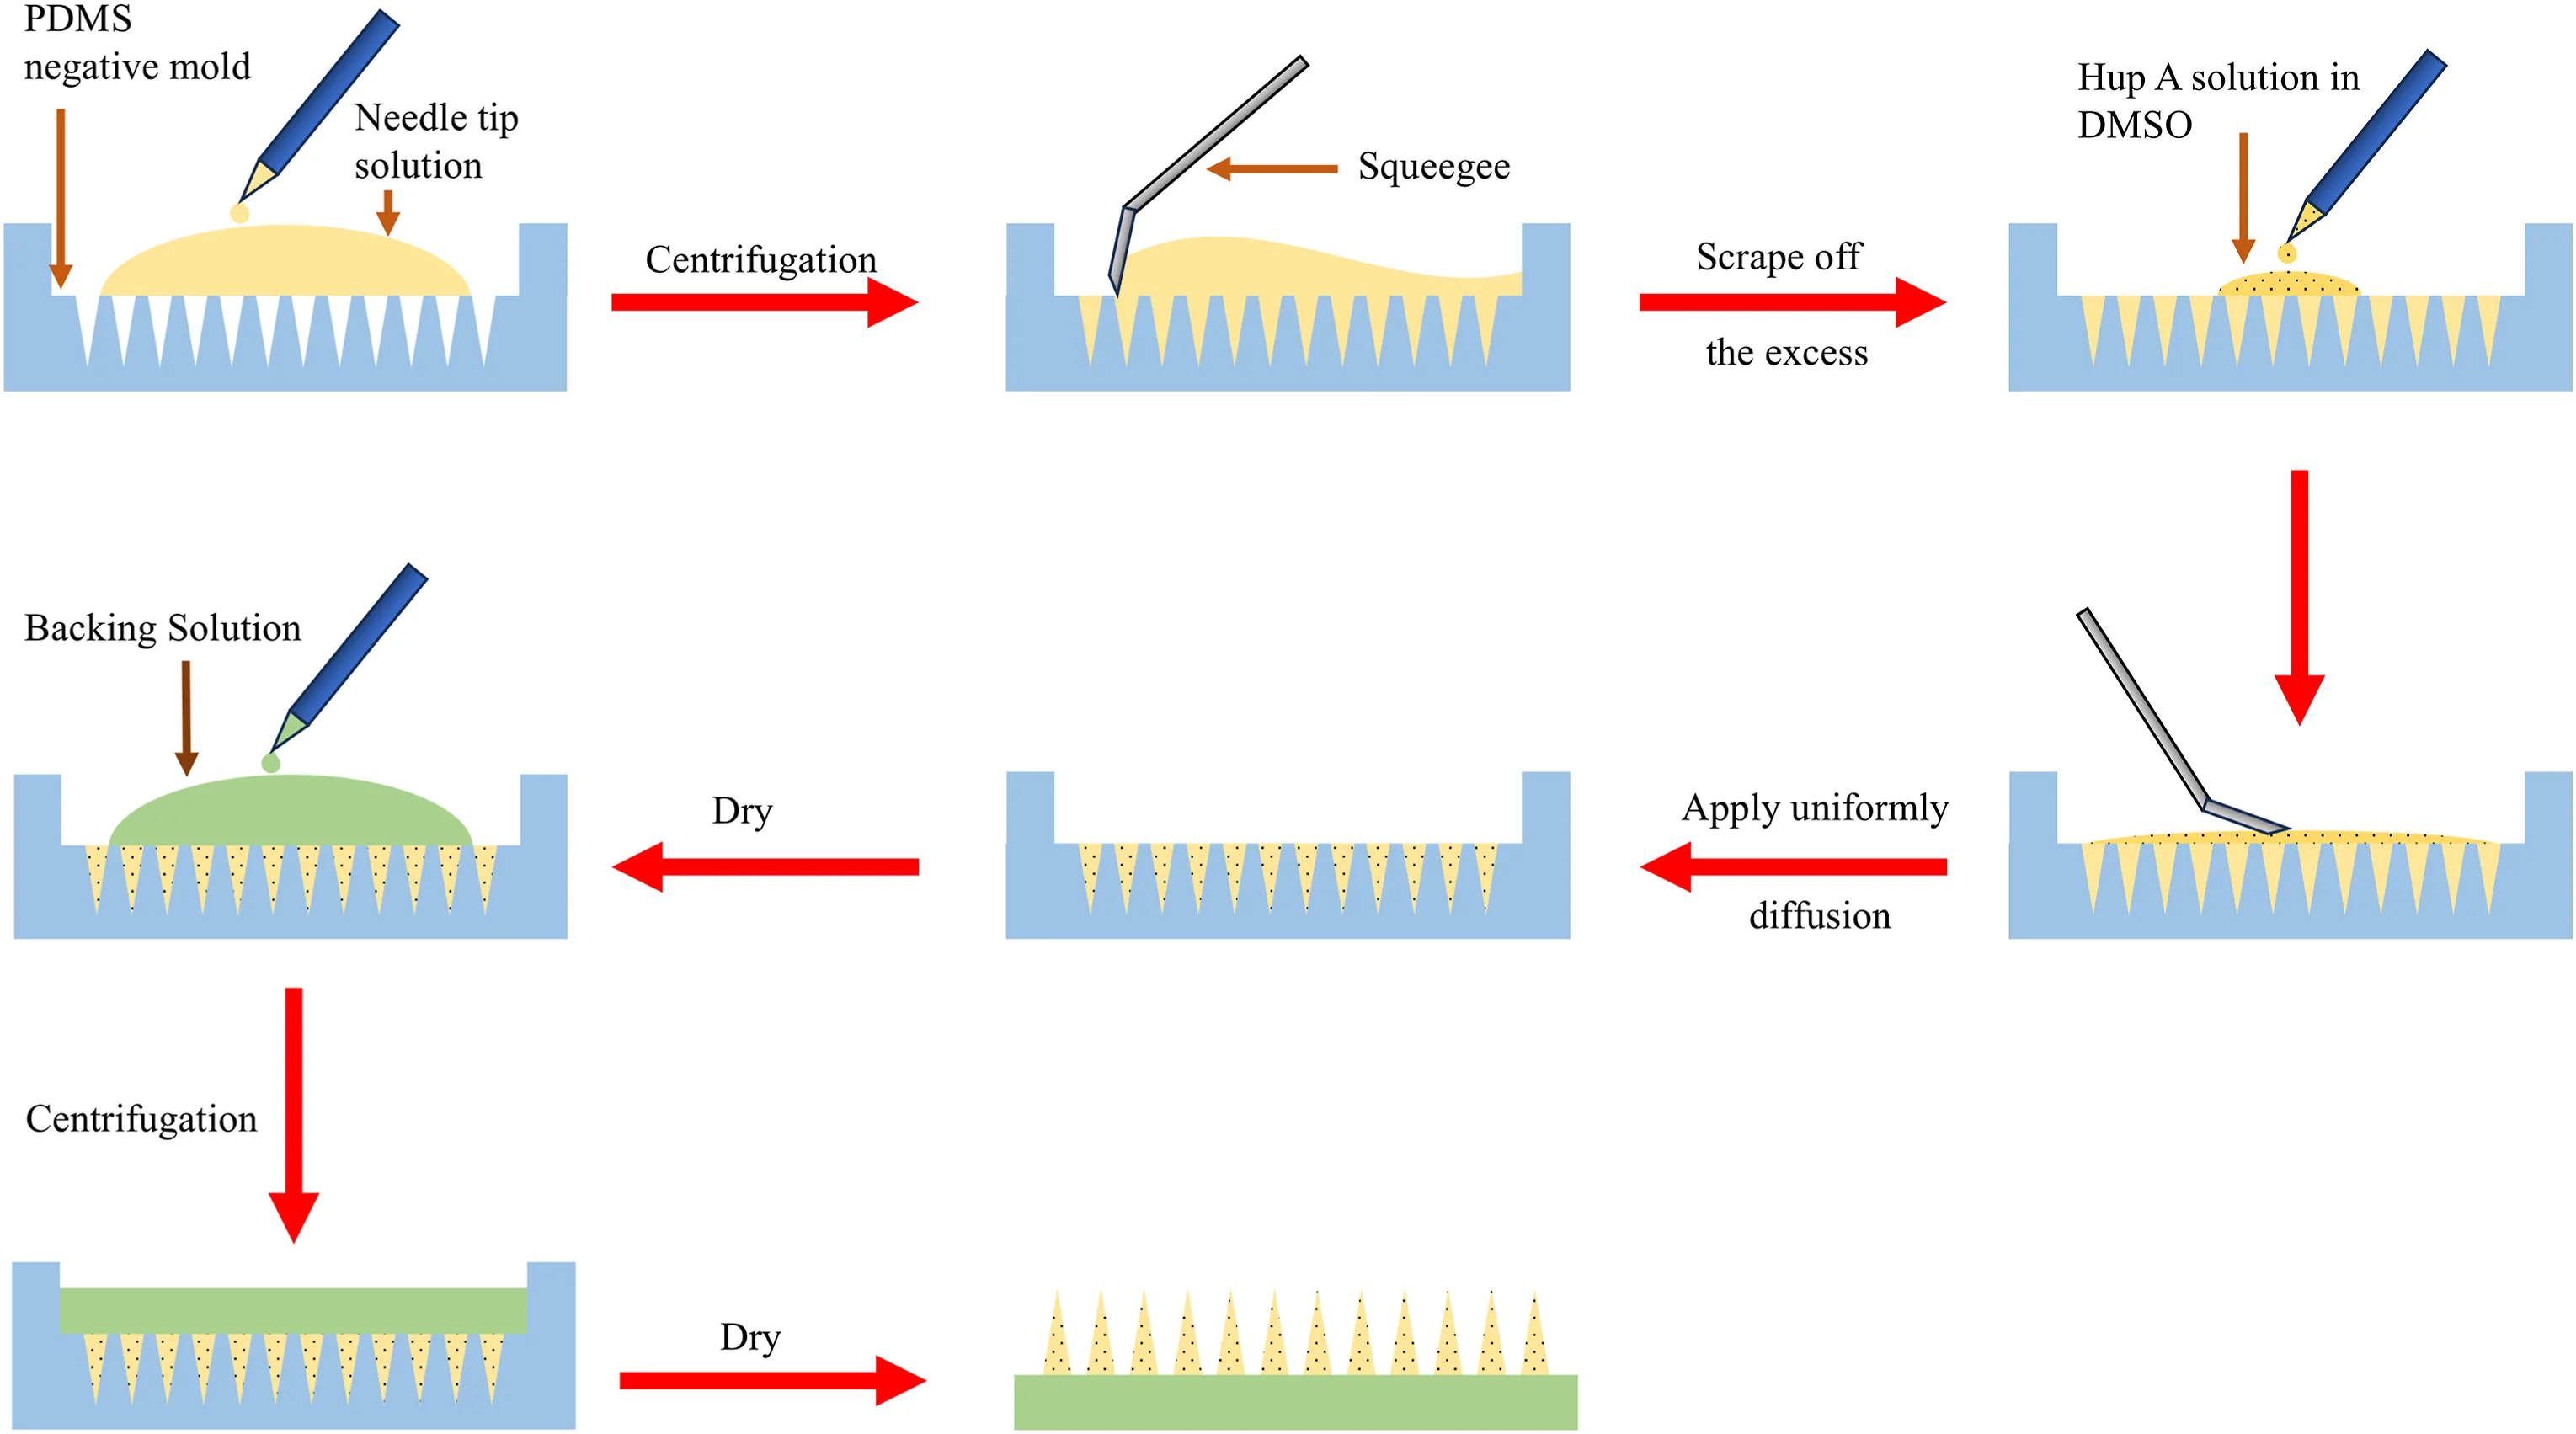 PDMS
negative mold
Needle tip
solution
Centrifugation
Squeegee
Scrape off
the excess
Hup A solution in
DMSO
Backing Solution
Dry
Apply uniformly
diffusion
Centrifugation
Dry